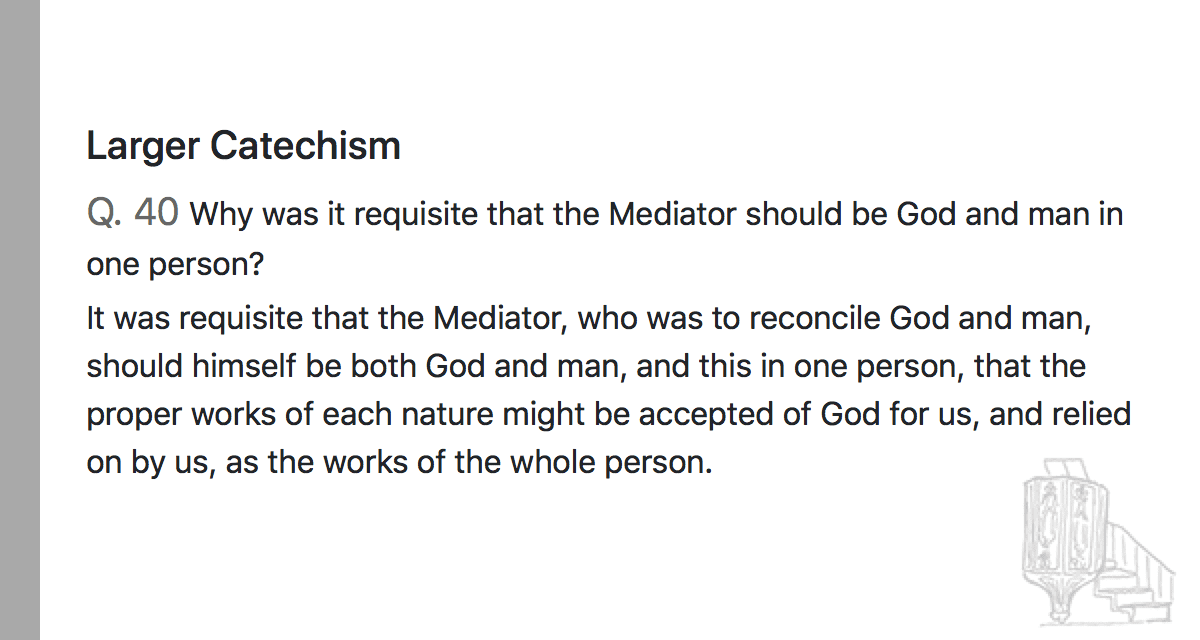 Larger Catechism
Q. 40 Why was it requisite that the Mediator should be God and man in
one person?
It was requisite that the Mediator, who was to reconcile God and man,
should himself be both God and man, and this in one person, that the
proper works of each nature might be accepted of God for us, and relied
on by us, as the works of the whole person.